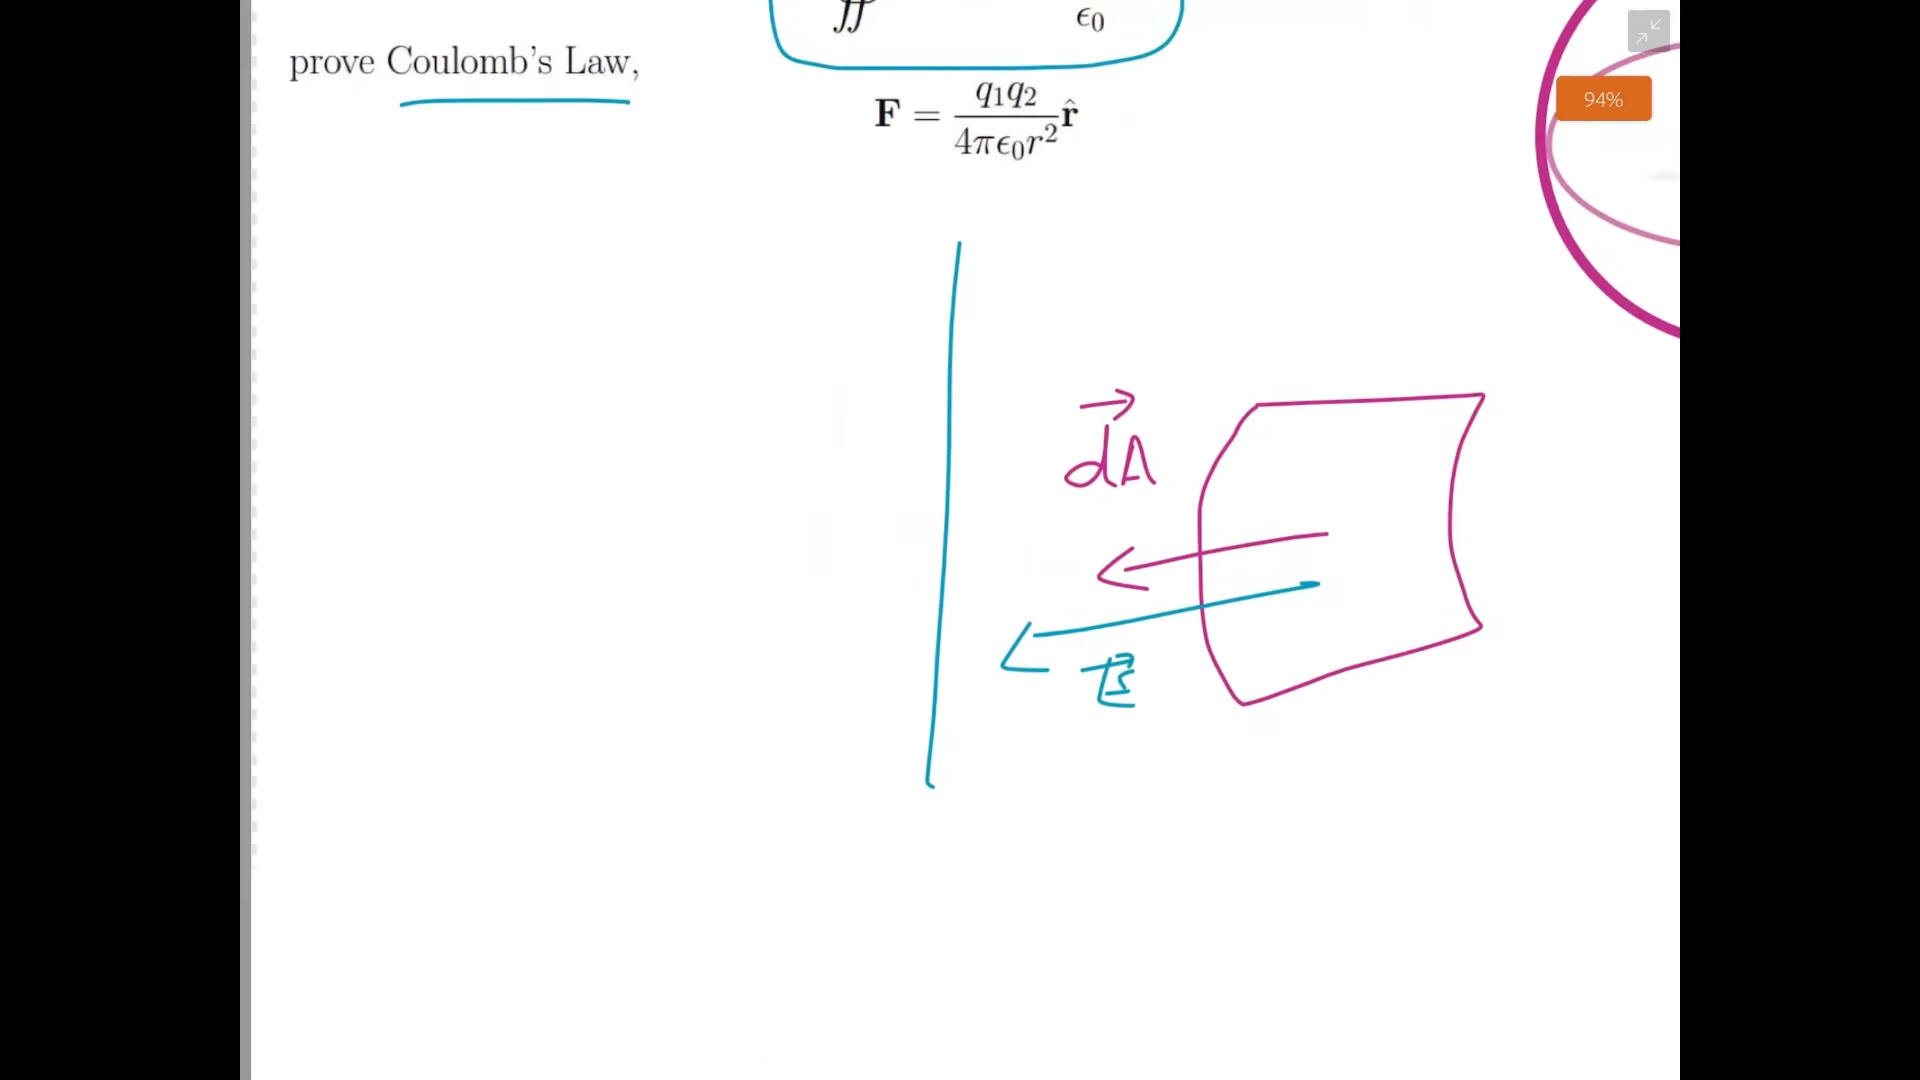 ∯ ϵ₀
prove Coulomb’s Law,
94%
F = q₁q₂ / 4πϵ₀r² r̂
dA⃗
E⃗